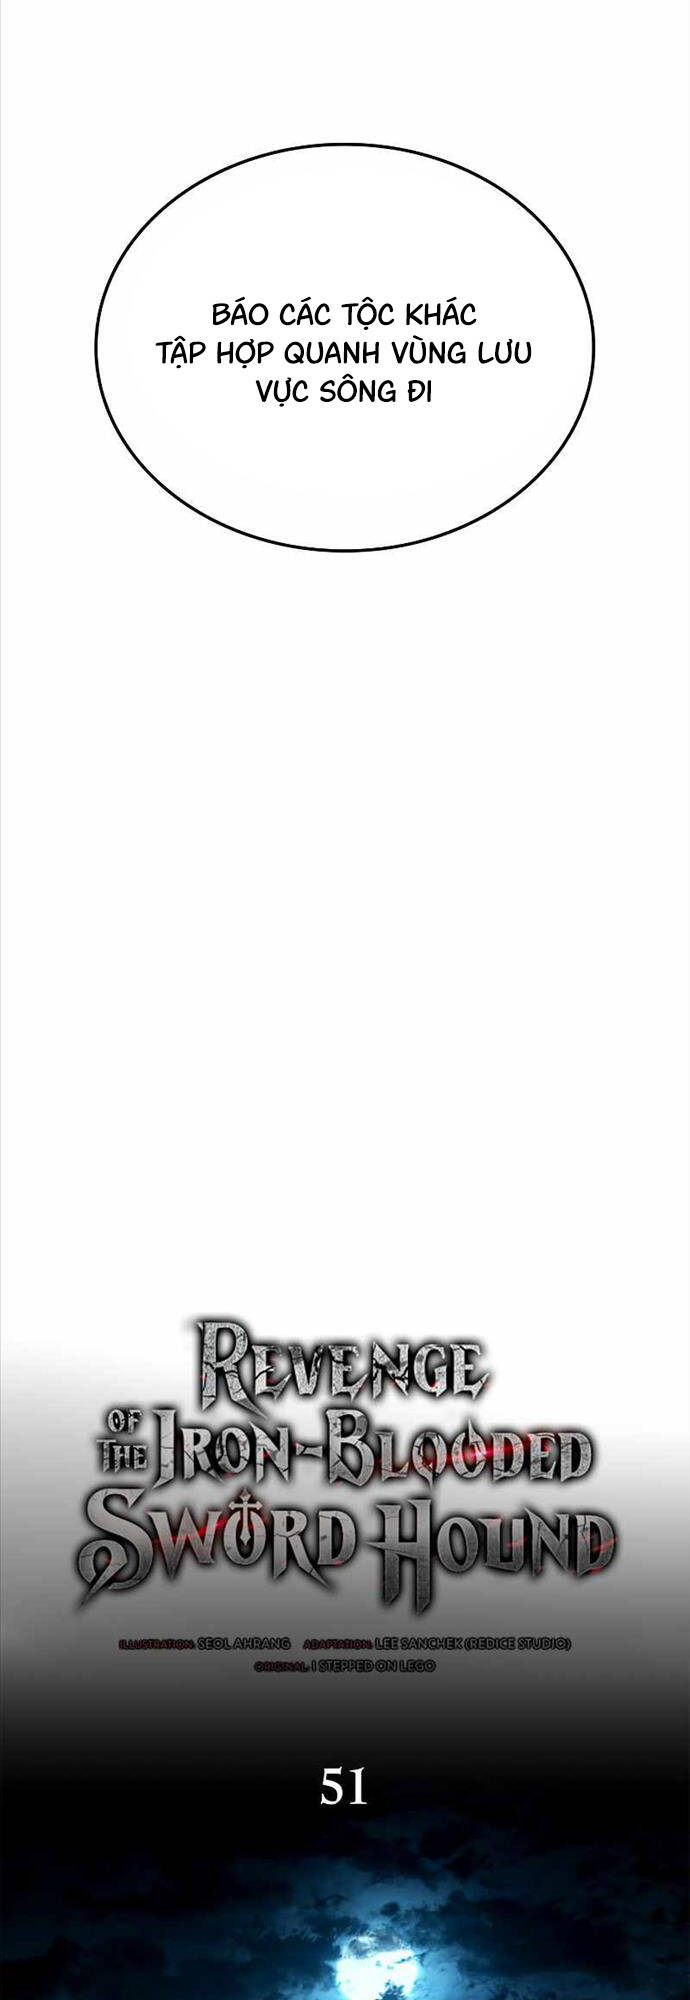 BÁO CÁC TỘC KHÁC
TẬP HỢP QUANH VÙNG LƯU
VỰC SÔNG ĐI
REVENGE
OF THE IRON-BLOODED
SWORD HOUND
ILLUSTRATION: SEOL AHRANG ADAPTATION: LEE SANCHEK (REDICE STUDIO)
ORIGINAL: I STEPPED ON LEGO
51